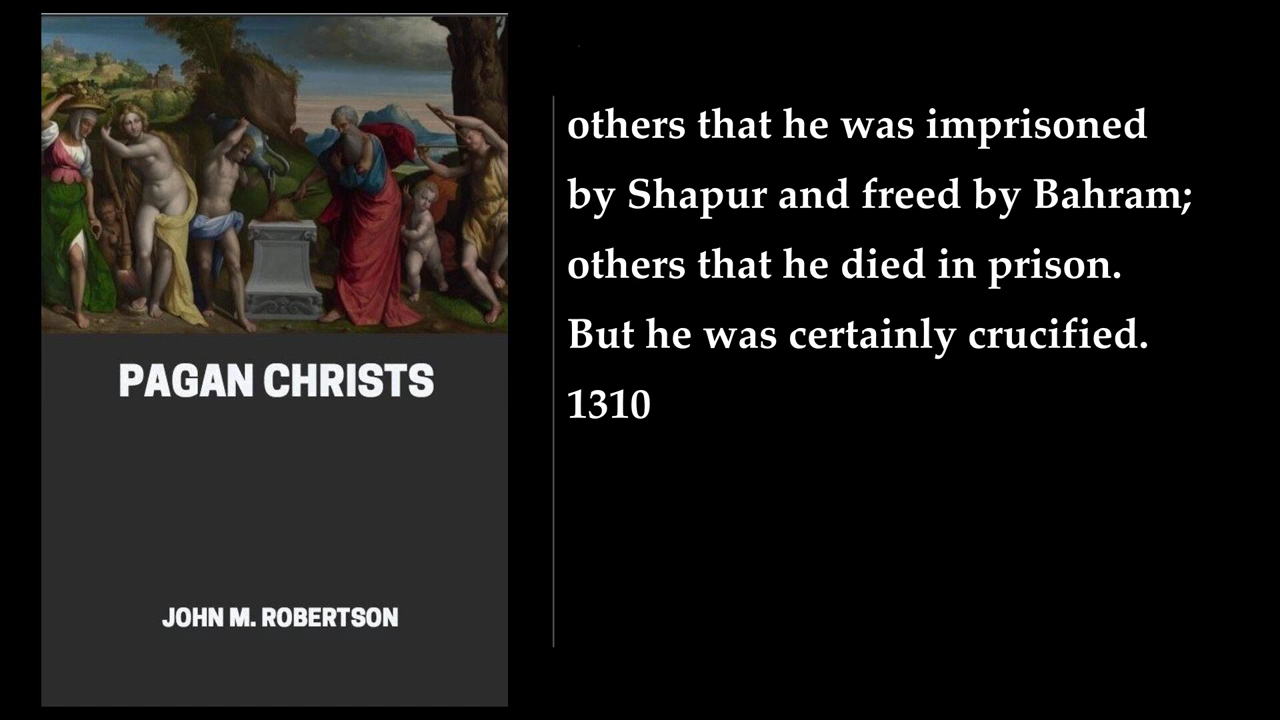 PAGAN CHRISTS
JOHN M. ROBERTSON
others that he was imprisoned
by Shapur and freed by Bahram;
others that he died in prison.
But he was certainly crucified.
1310